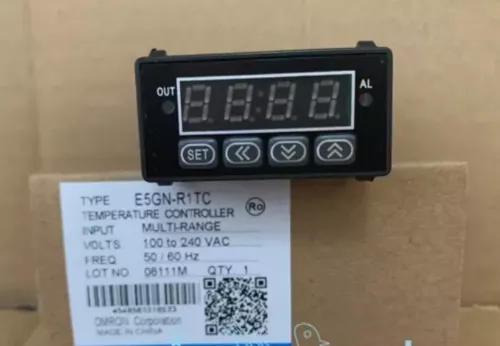 OUT
AL
SET
TYPE E5GN-R1TC
TEMPERATURE CONTROLLER
Ro
INPUT MULTI-RANGE
VOLTS 100 to 240 VAC
FREQ 50 / 60 Hz
LOT NO 06111M QTY 1
OMRON Corporation
MADE IN CHINA